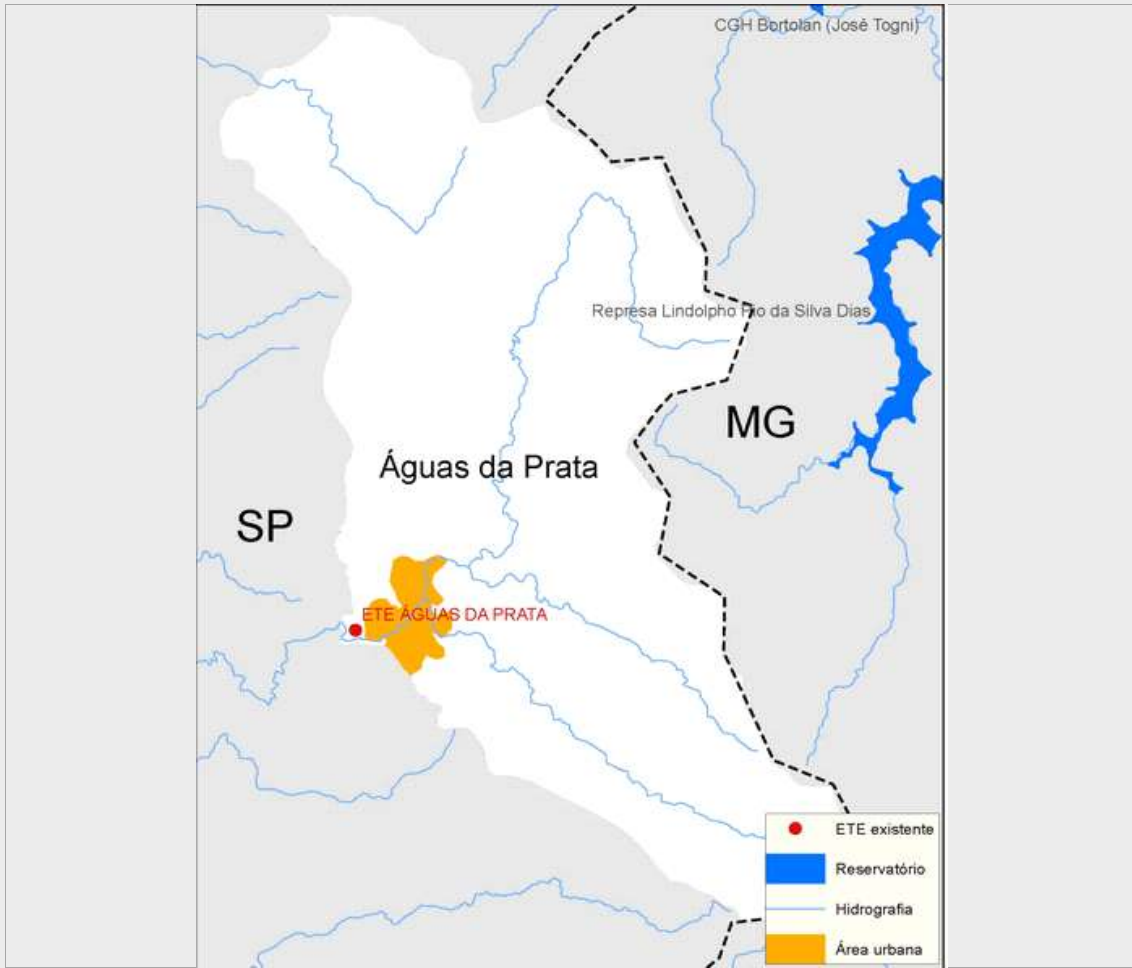 CGH Bortolan (José Togni)
Represa Lindolpho Pio da Silva Dias
MG
Águas da Prata
SP
ETE ÁGUAS DA PRATA
ETE existente
Reservatório
Hidrografia
Área urbana